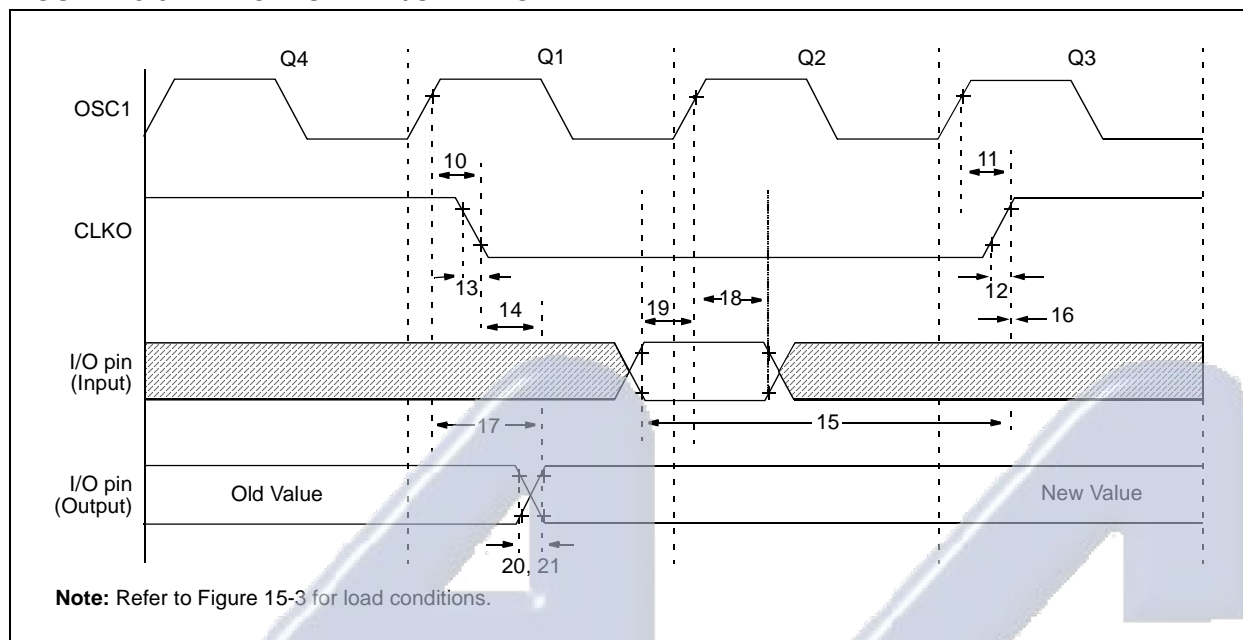 Q4 Q1 Q2 Q3
OSC1
10 11
CLKO
13 12
14 19 18 16
I/O pin
(Input)
17 15
I/O pin
(Output)
Old Value New Value
20, 21
Note: Refer to Figure 15-3 for load conditions.